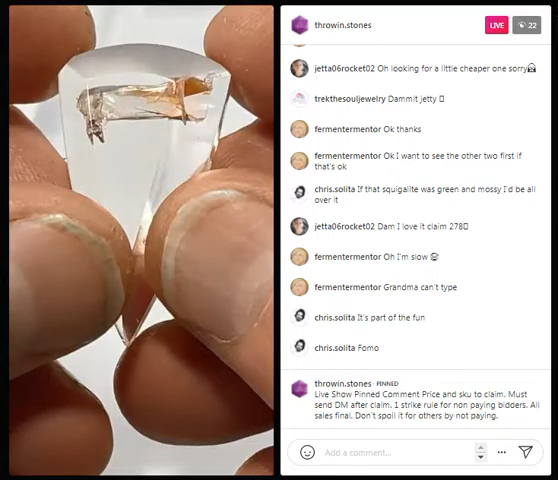 throwin.stones
LIVE
22
jetta06rocket02 Oh looking for a little cheaper one sorry
trekthesouljewelry Dammit jetty
fermentermentor Ok thanks
fermentermentor Ok I want to see the other two first if
that's ok
chris.solita If that squigalite was green and mossy I'd be all
over it
jetta06rocket02 Dam I love it claim 278
fermentermentor Oh I'm slow
fermentermentor Grandma can't type
chris.solita It's part of the fun
chris.solita Fomo
throwin.stones · PINNED
Live Show Pinned Comment Price and sku to claim. Must
send DM after claim. 1 strike rule for non paying bidders. All
sales final. Don't spoil it for others by not paying.
Add a comment...